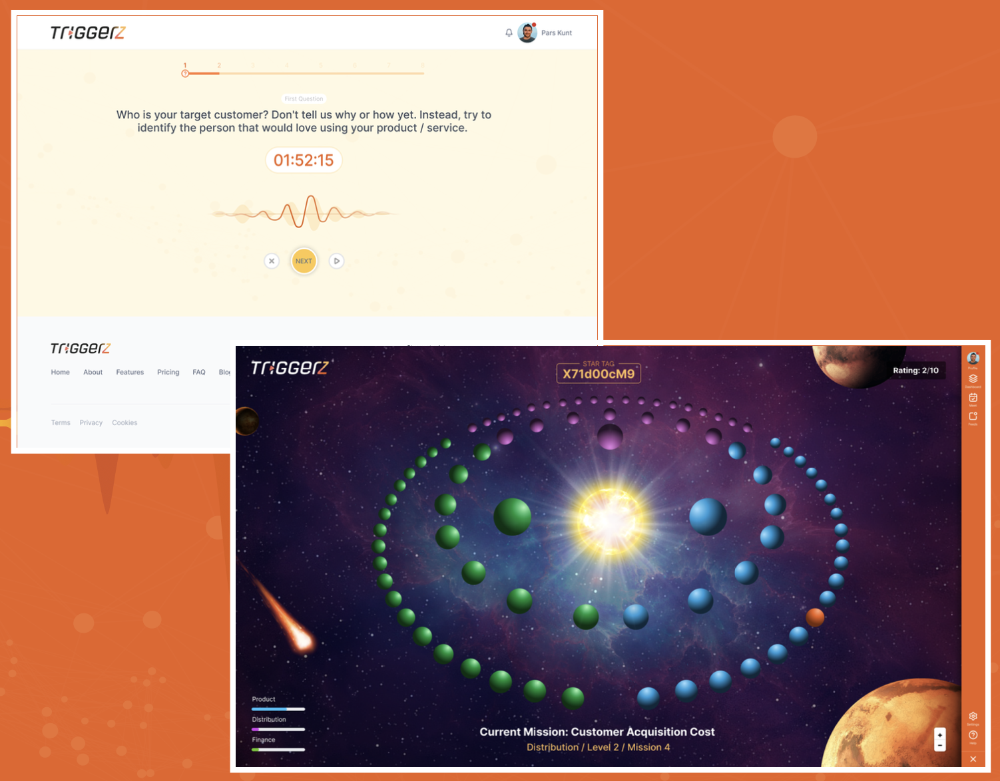 TriGGerZ
Pars Kunt
1 2 3 4 5 6 7 8
First Question
Who is your target customer? Don't tell us why or how yet. Instead, try to
identify the person that would love using your product / service.
01:52:15
NEXT
TriGGerZ
Home About Features Pricing FAQ Blog
Terms Privacy Cookies
TriGGerZ
STAR TAG
X71d00cM9
Rating: 2/10
Profile
Dashboard
Meet
Feeds
Product
Distribution
Finance
Current Mission: Customer Acquisition Cost
Distribution / Level 2 / Mission 4
Settings
Help